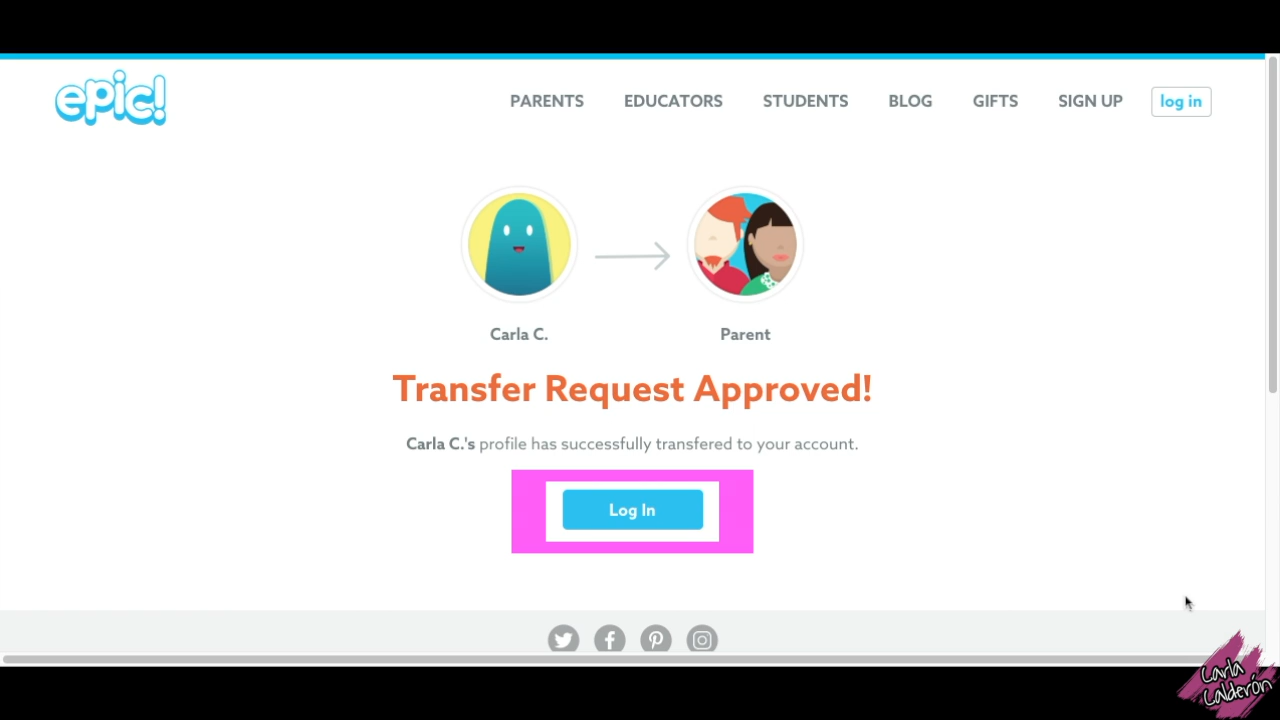 epic!
PARENTS EDUCATORS STUDENTS BLOG GIFTS SIGN UP log in
Carla C. Parent
Transfer Request Approved!
Carla C.'s profile has successfully transfered to your account.
Log In
Carla
Calderón